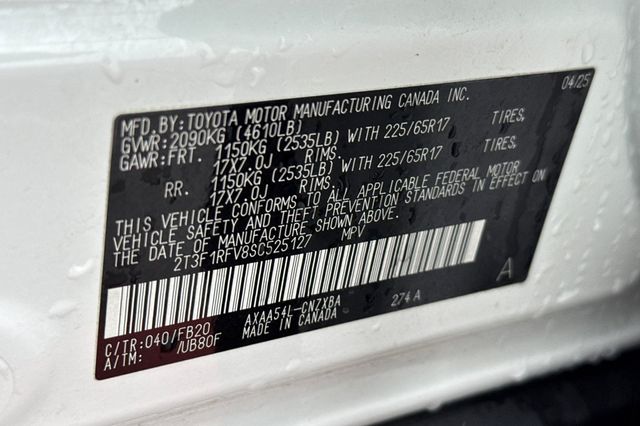 MFD.BY:TOYOTA MOTOR MANUFACTURING CANADA INC. 04/25
GVWR:2090KG (4610LB)
GAWR:FRT. 1150KG (2535LB) WITH 225/65R17 TIRES,
17X7.0J RIMS
RR. 1150KG (2535LB) WITH 225/65R17 TIRES,
17X7.0J RIMS
THIS VEHICLE CONFORMS TO ALL APPLICABLE FEDERAL MOTOR
VEHICLE SAFETY AND THEFT PREVENTION STANDARDS IN EFFECT ON
THE DATE OF MANUFACTURE SHOWN ABOVE.
2T3F1RFV8SC525127 MPV
A
C/TR:040/FB20 AXAA54L-CNZXBA 274A
A/TM: /UB80F MADE IN CANADA